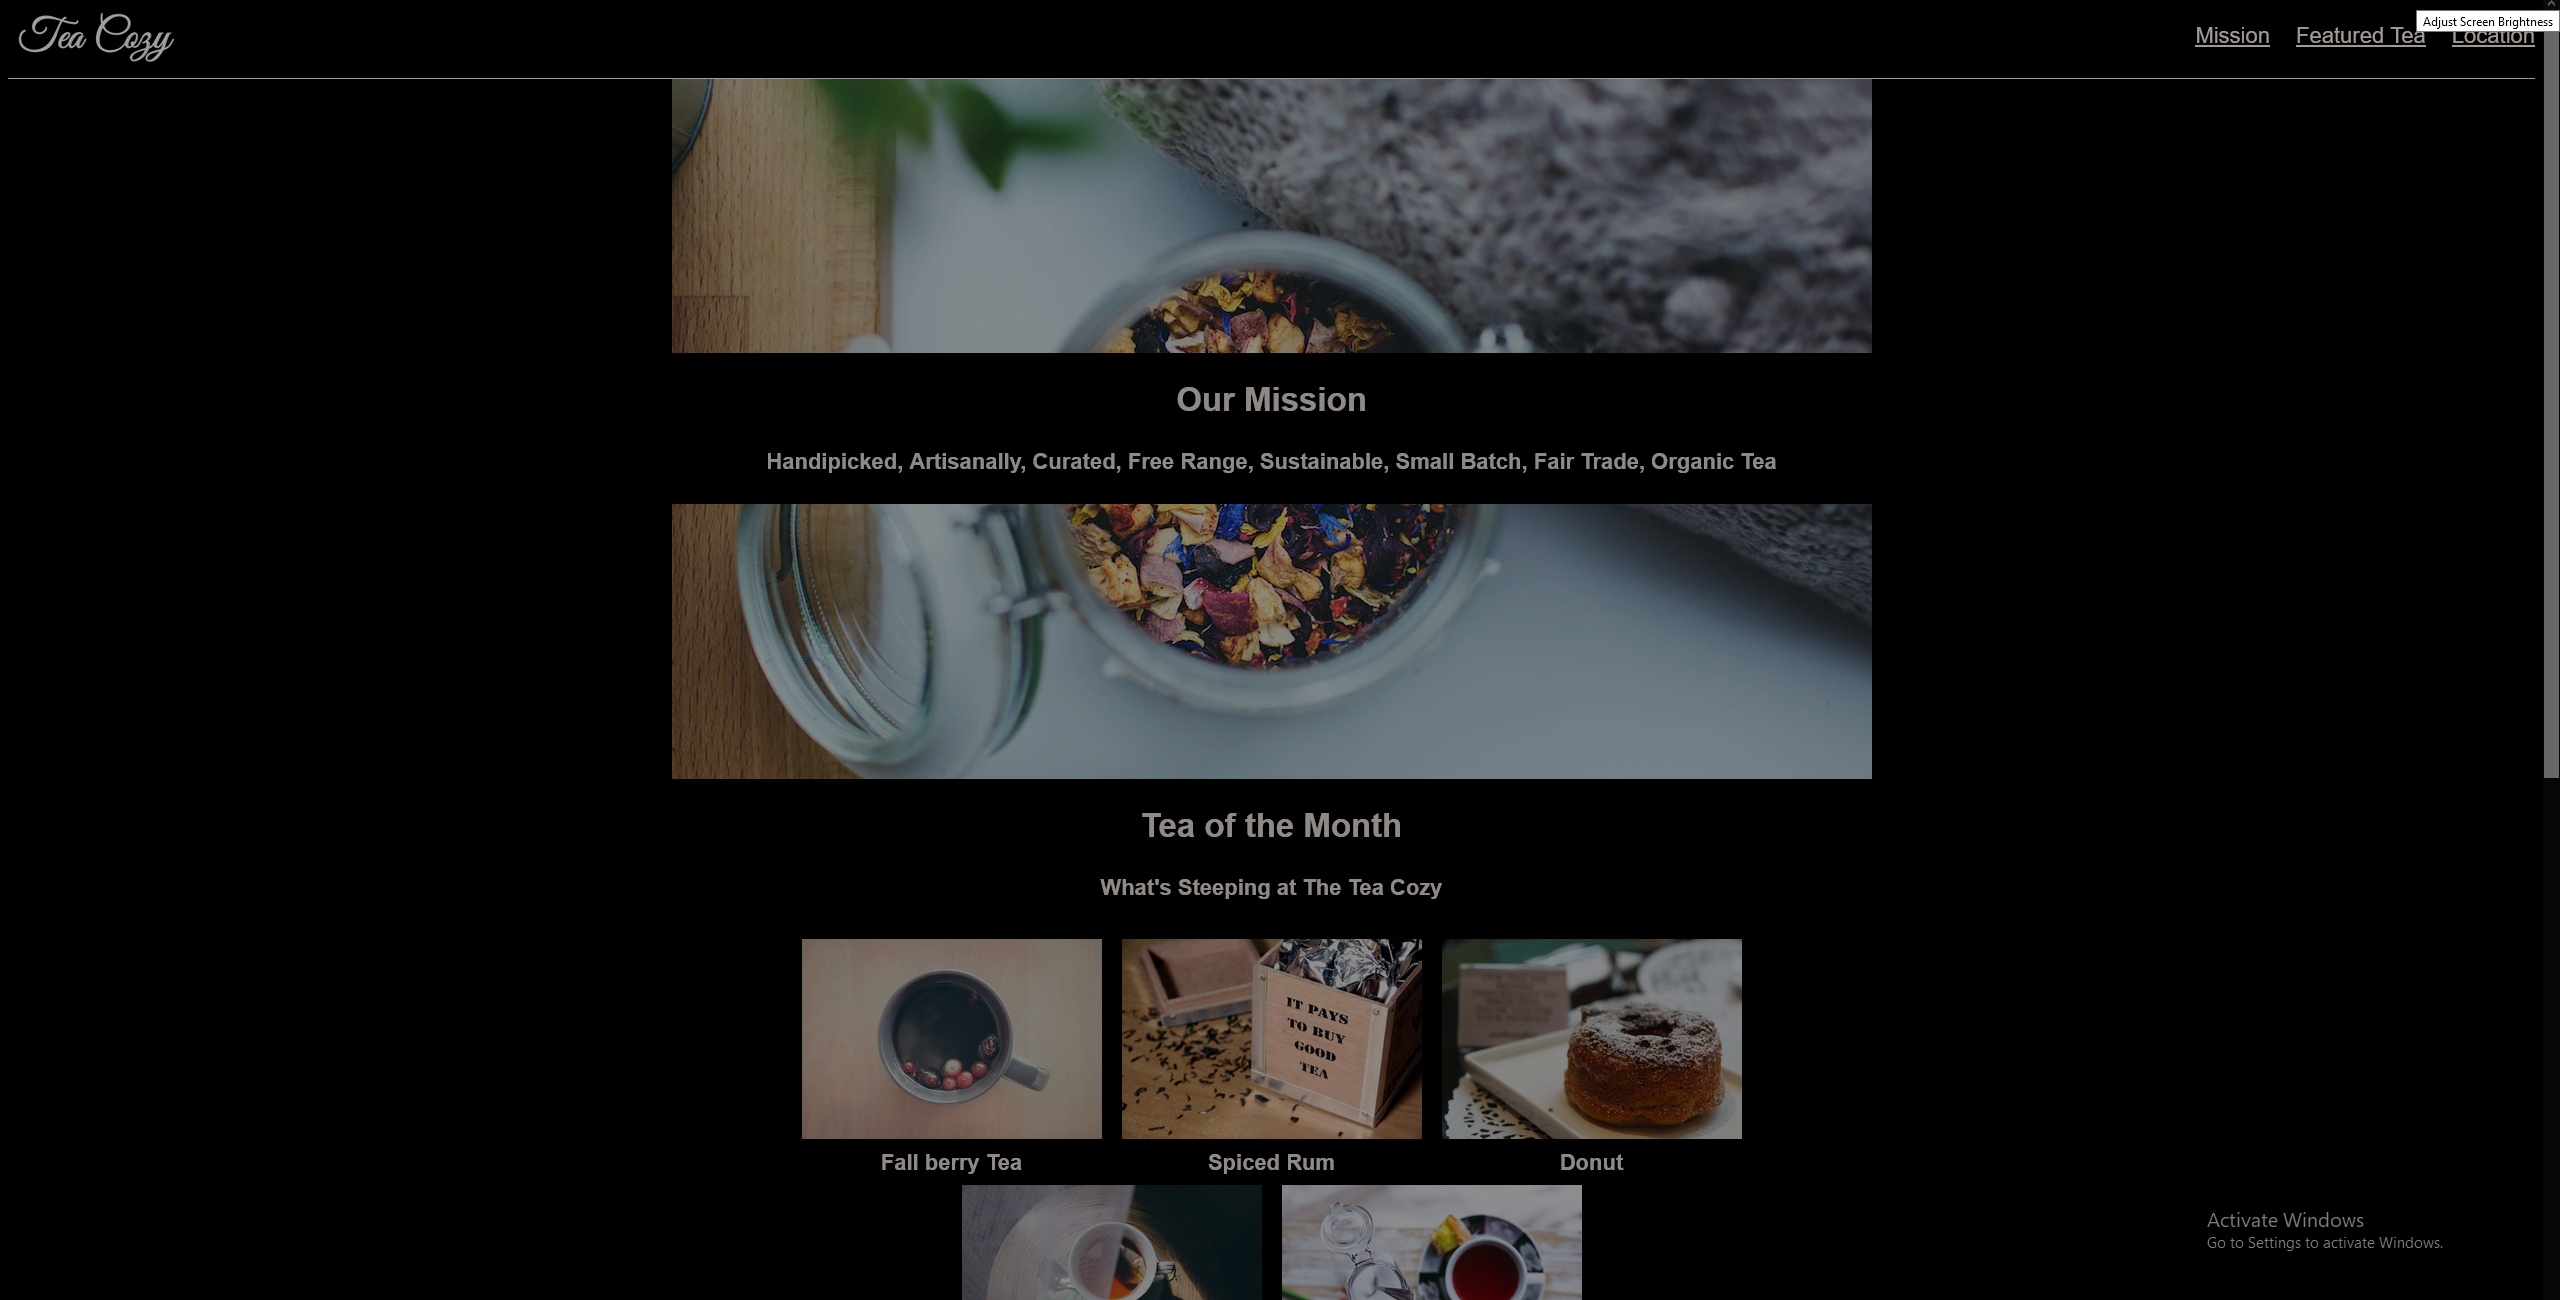 Tea Cozy
Adjust Screen Brightness
Mission Featured Tea Location
Our Mission
Handipicked, Artisanally, Curated, Free Range, Sustainable, Small Batch, Fair Trade, Organic Tea
Tea of the Month
What's Steeping at The Tea Cozy
IT PAYS
TO BUY
GOOD
TEA
Fall berry Tea
Spiced Rum
Donut
Activate Windows
Go to Settings to activate Windows.